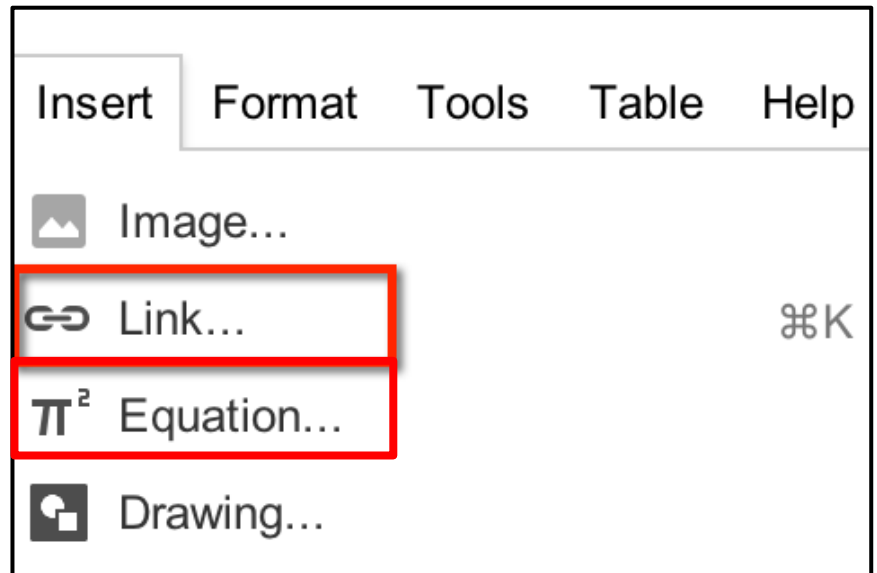 Insert Format Tools Table Help
Image...
Link... ⌘K
π² Equation...
Drawing...